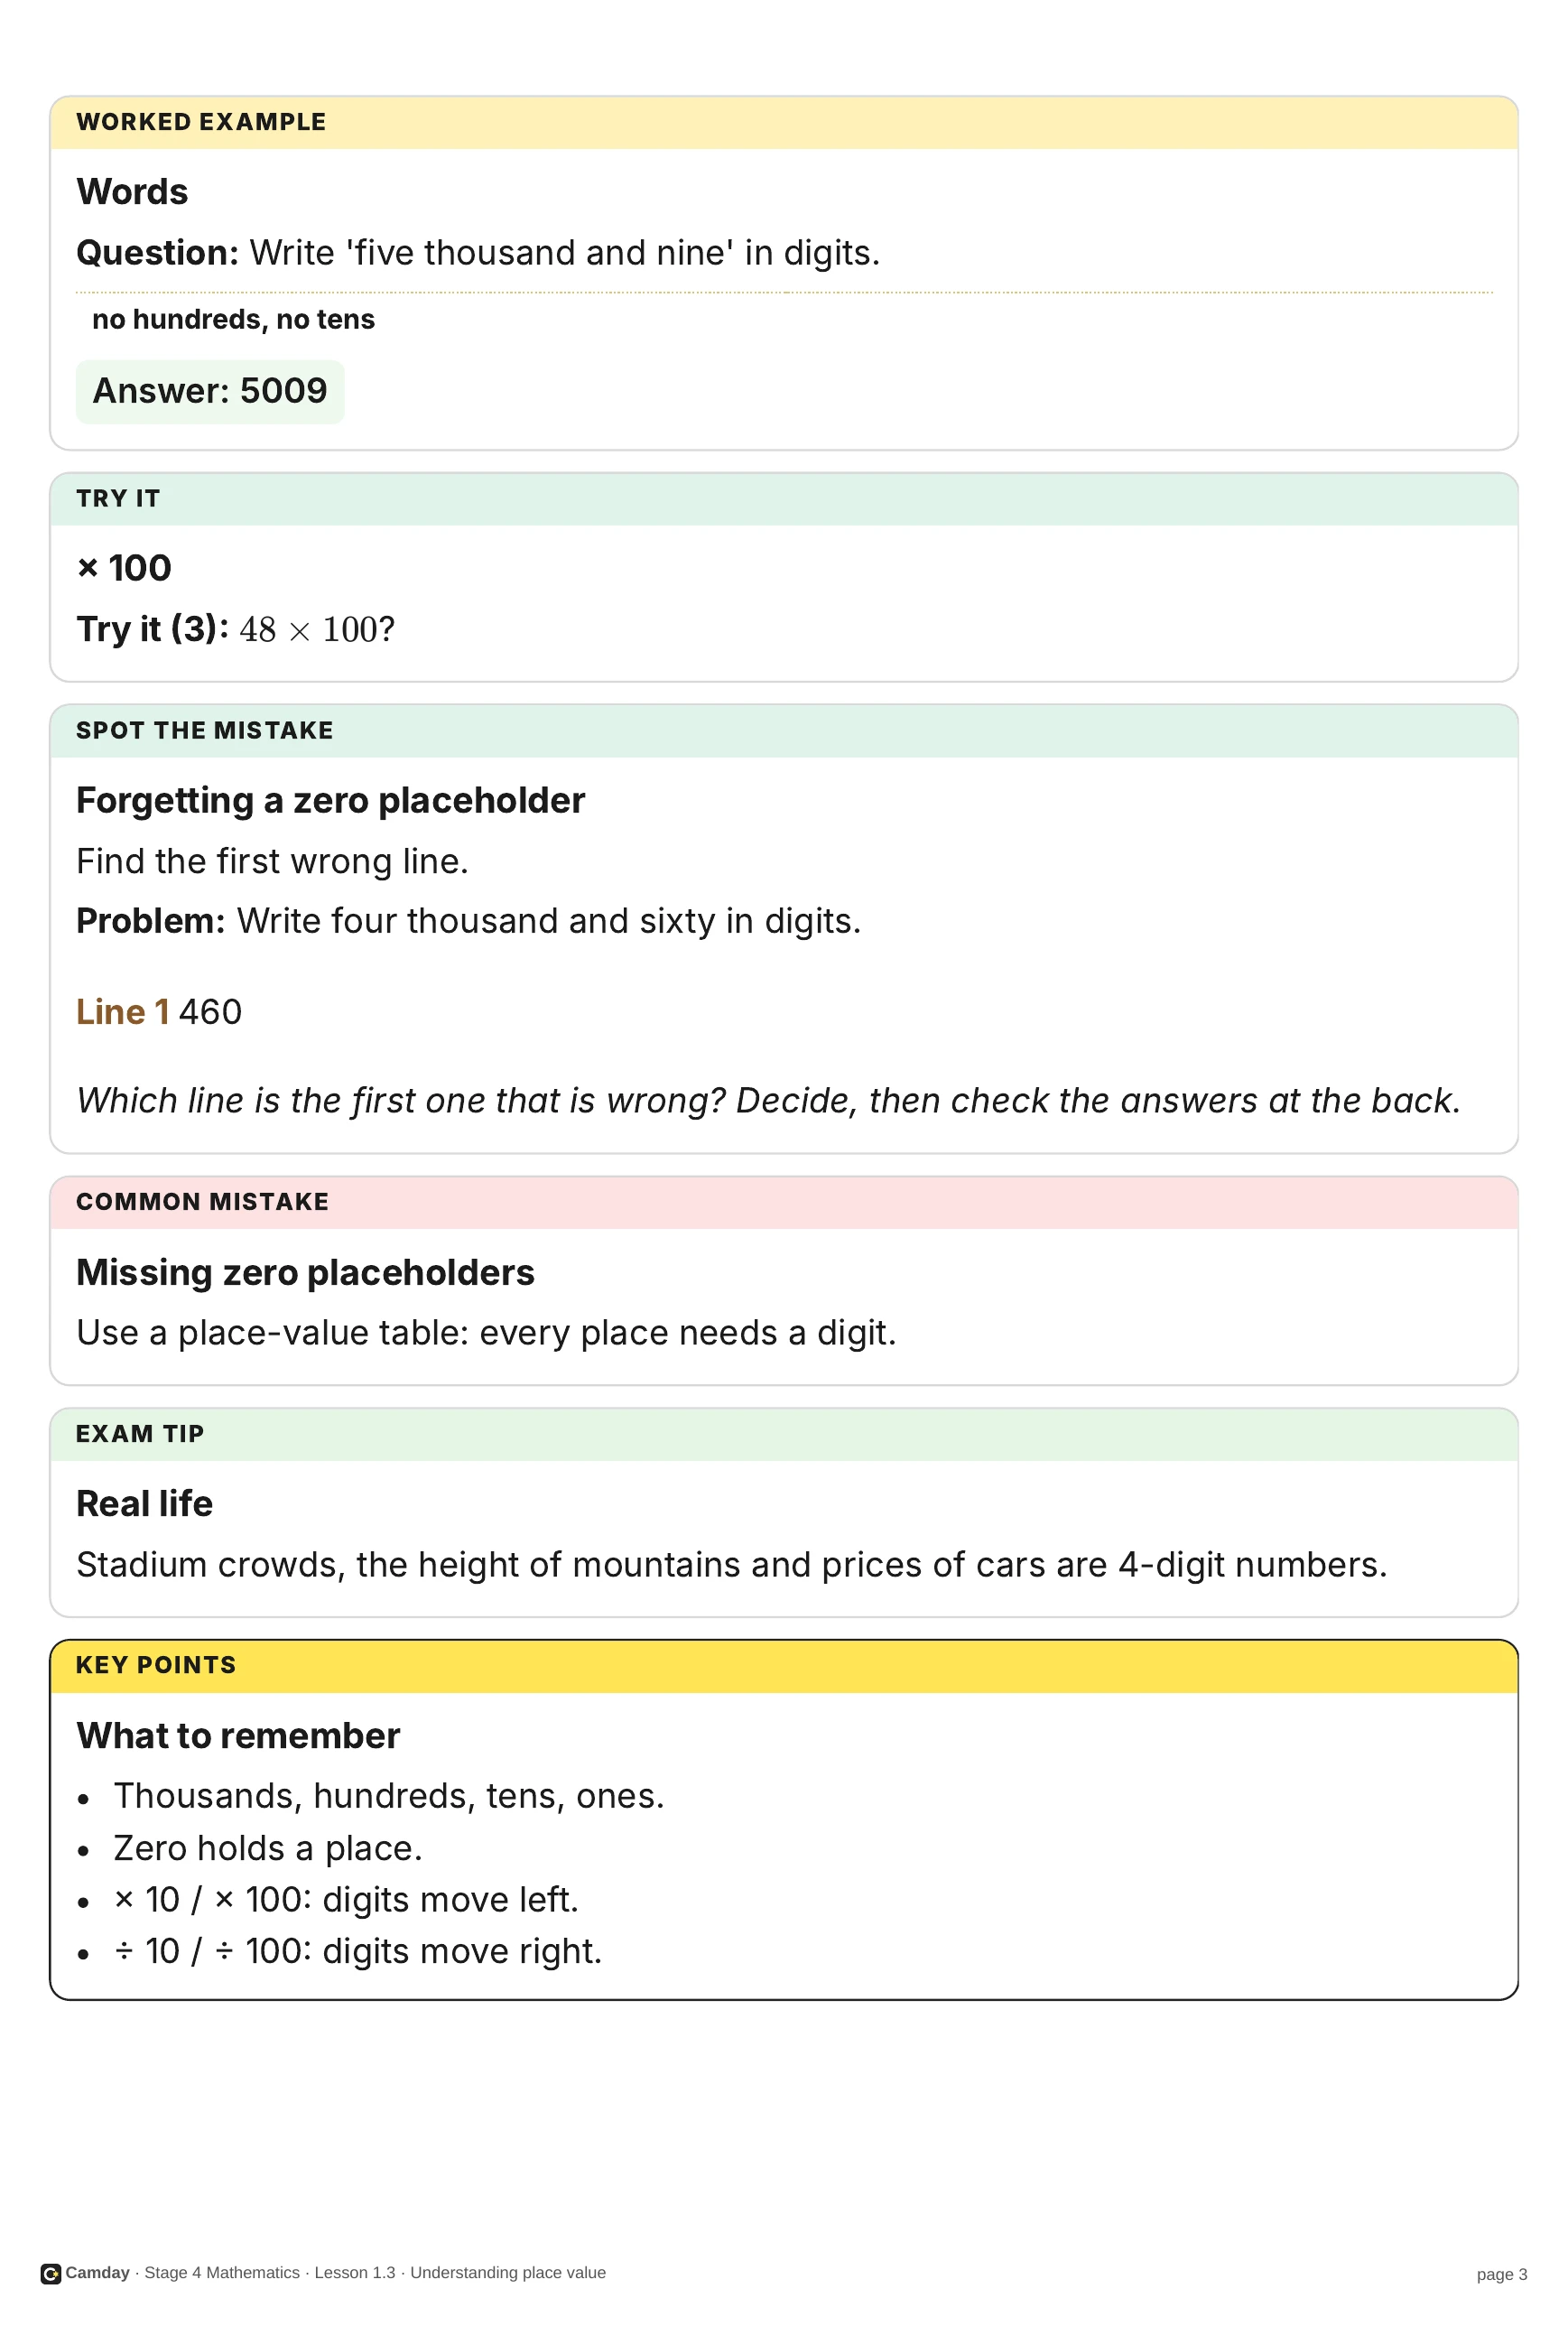 WORKED EXAMPLE
Words
Question: Write 'five thousand and nine' in digits.
no hundreds, no tens
Answer: 5009
TRY IT
× 100
Try it (3): 48 × 100?
SPOT THE MISTAKE
Forgetting a zero placeholder
Find the first wrong line.
Problem: Write four thousand and sixty in digits.
Line 1 460
Which line is the first one that is wrong? Decide, then check the answers at the back.
COMMON MISTAKE
Missing zero placeholders
Use a place-value table: every place needs a digit.
EXAM TIP
Real life
Stadium crowds, the height of mountains and prices of cars are 4-digit numbers.
KEY POINTS
What to remember
• Thousands, hundreds, tens, ones.
• Zero holds a place.
• × 10 / × 100: digits move left.
• ÷ 10 / ÷ 100: digits move right.
Camday · Stage 4 Mathematics · Lesson 1.3 · Understanding place value
page 3